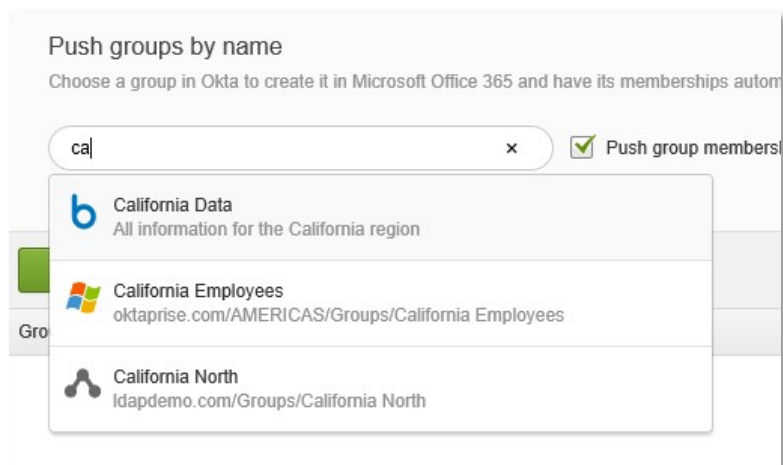 Push groups by name
Choose a group in Okta to create it in Microsoft Office 365 and have its memberships autom
ca × Push group membersh
California Data
All information for the California region
California Employees
oktaprise.com/AMERICAS/Groups/California Employees
Gro
California North
ldapdemo.com/Groups/California North